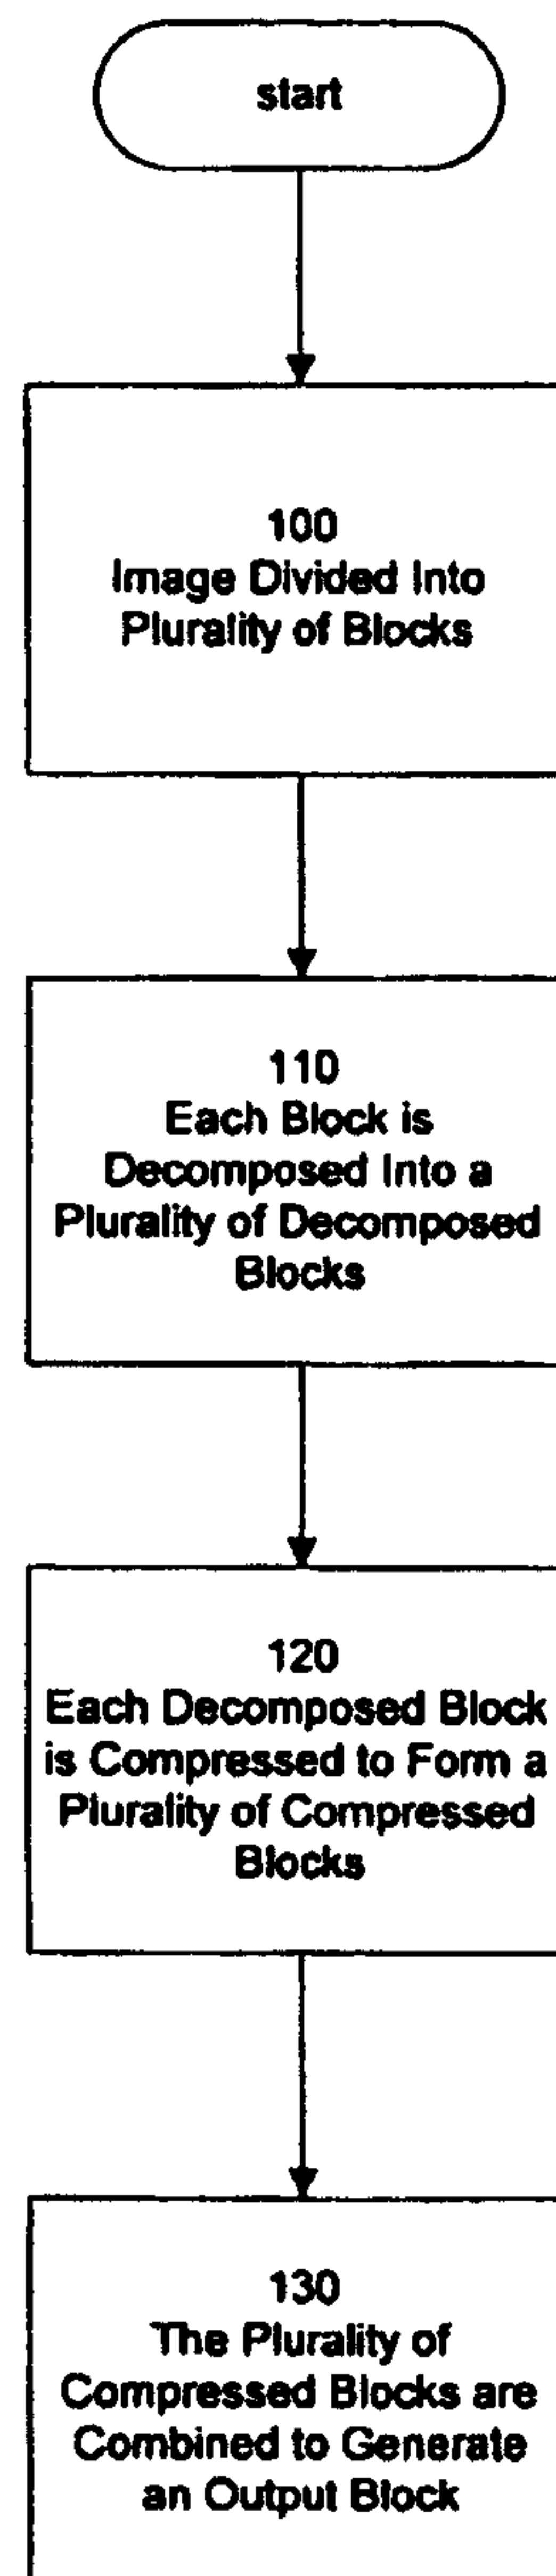 start
100
Image Divided Into
Plurality of Blocks
110
Each Block is
Decomposed Into a
Plurality of Decomposed
Blocks
120
Each Decomposed Block
is Compressed to Form a
Plurality of Compressed
Blocks
130
The Plurality of
Compressed Blocks are
Combined to Generate
an Output Block